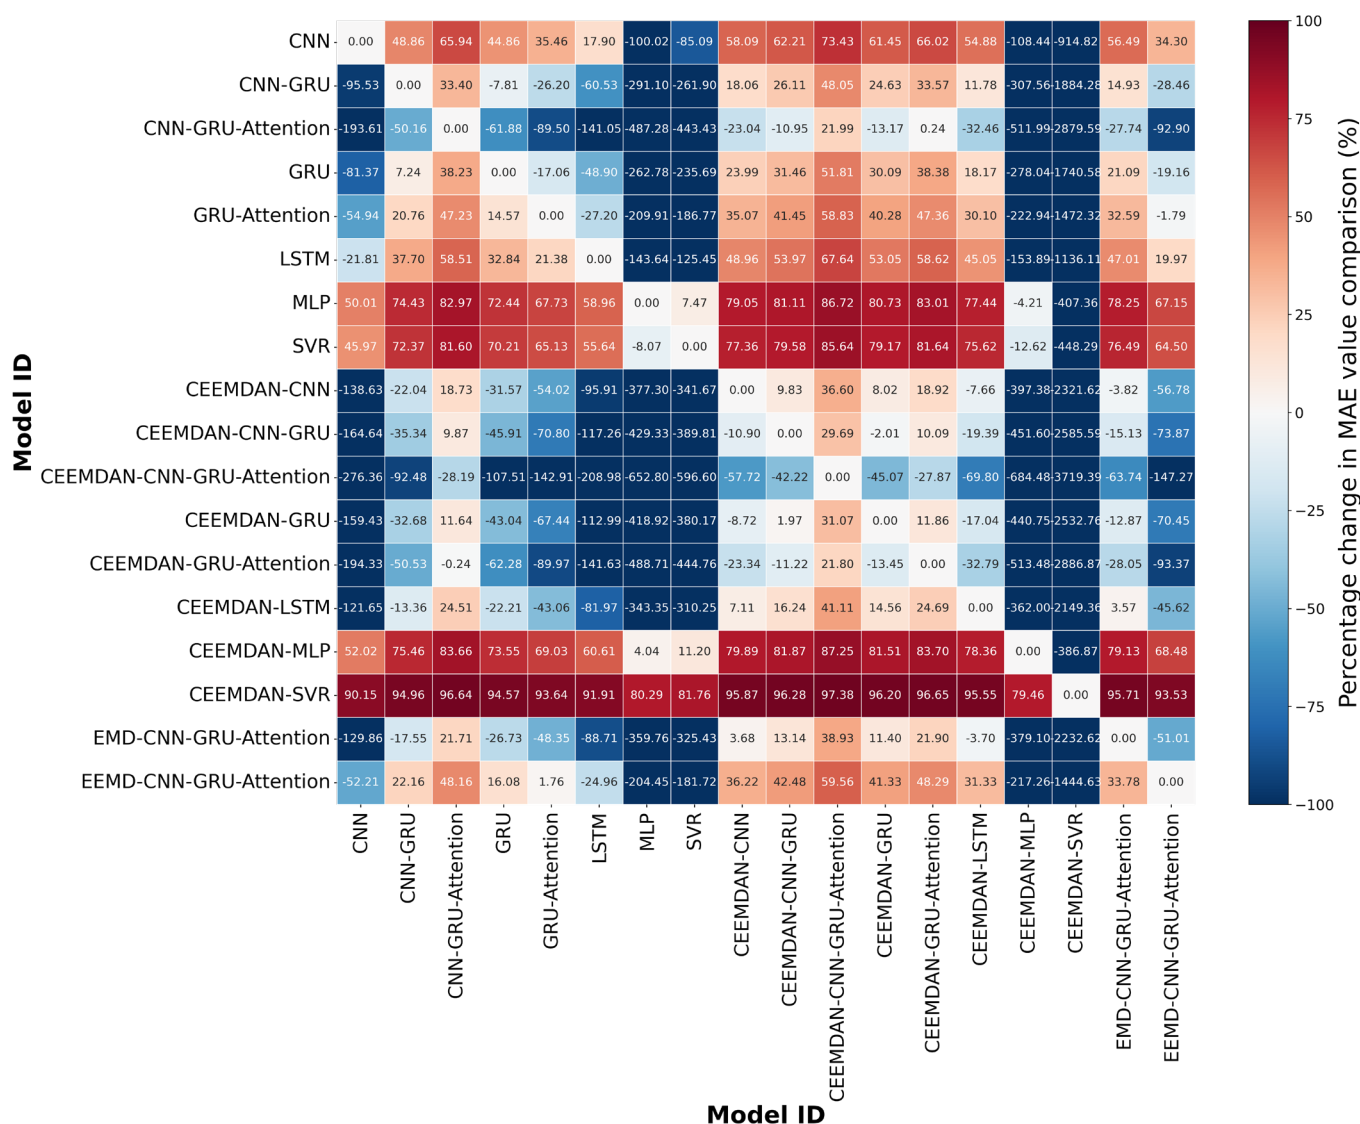 CNN 0.00 48.86 65.94 44.86 35.46 17.90 -100.02 -85.09 58.09 62.21 73.43 61.45 66.02 54.88 -108.44 -914.82 56.49 34.30
CNN-GRU -95.53 0.00 33.40 -7.81 -26.20 -60.53 -291.10 -261.90 18.06 26.11 48.05 24.63 33.57 11.78 -307.56 -1884.28 14.93 -28.46
CNN-GRU-Attention -193.61 -50.16 0.00 -61.88 -89.50 -141.05 -487.28 -443.43 -23.04 -10.95 21.99 -13.17 0.24 -32.46 -511.99 -2879.59 -27.74 -92.90
GRU -81.37 7.24 38.23 0.00 -17.06 -48.90 -262.78 -235.69 23.99 31.46 51.81 30.09 38.38 18.17 -278.04 -1740.58 21.09 -19.16
GRU-Attention -54.94 20.76 47.23 14.57 0.00 -27.20 -209.91 -186.77 35.07 41.45 58.83 40.28 47.36 30.10 -222.94 -1472.32 32.59 -1.79
LSTM -21.81 37.70 58.51 32.84 21.38 0.00 -143.64 -125.45 48.96 53.97 67.64 53.05 58.62 45.05 -153.89 -1136.11 47.01 19.97
MLP 50.01 74.43 82.97 72.44 67.73 58.96 0.00 7.47 79.05 81.11 86.72 80.73 83.01 77.44 -4.21 -407.36 78.25 67.15
SVR 45.97 72.37 81.60 70.21 65.13 55.64 -8.07 0.00 77.36 79.58 85.64 79.17 81.64 75.62 -12.62 -448.29 76.49 64.50
CEEMDAN-CNN -138.63 -22.04 18.73 -31.57 -54.02 -95.91 -377.30 -341.67 0.00 9.83 36.60 8.02 18.92 -7.66 -397.38 -2321.62 -3.82 -56.78
CEEMDAN-CNN-GRU -164.64 -35.34 9.87 -45.91 -70.80 -117.26 -429.33 -389.81 -10.90 0.00 29.69 -2.01 10.09 -19.39 -451.60 -2585.59 -15.13 -73.87
CEEMDAN-CNN-GRU-Attention -276.36 -92.48 -28.19 -107.51 -142.91 -208.98 -652.80 -596.60 -57.72 -42.22 0.00 -45.07 -27.87 -69.80 -684.48 -3719.39 -63.74 -147.27
CEEMDAN-GRU -159.43 -32.68 11.64 -43.04 -67.44 -112.99 -418.92 -380.17 -8.72 1.97 31.07 0.00 11.86 -17.04 -440.75 -2532.76 -12.87 -70.45
CEEMDAN-GRU-Attention -194.33 -50.53 -0.24 -62.28 -89.97 -141.63 -488.71 -444.76 -23.34 -11.22 21.80 -13.45 0.00 -32.79 -513.48 -2886.87 -28.05 -93.37
CEEMDAN-LSTM -121.65 -13.36 24.51 -22.21 -43.06 -81.97 -343.35 -310.25 7.11 16.24 41.11 14.56 24.69 0.00 -362.00 -2149.36 3.57 -45.62
CEEMDAN-MLP 52.02 75.46 83.66 73.55 69.03 60.61 4.04 11.20 79.89 81.87 87.25 81.51 83.70 78.36 0.00 -386.87 79.13 68.48
CEEMDAN-SVR 90.15 94.96 96.64 94.57 93.64 91.91 80.29 81.76 95.87 96.28 97.38 96.20 96.65 95.55 79.46 0.00 95.71 93.53
EMD-CNN-GRU-Attention -129.86 -17.55 21.71 -26.73 -48.35 -88.71 -359.76 -325.43 3.68 13.14 38.93 11.40 21.90 -3.70 -379.10 -2232.62 0.00 -51.01
EEMD-CNN-GRU-Attention -52.21 22.16 48.16 16.08 1.76 -24.96 -204.45 -181.72 36.22 42.48 59.56 41.33 48.29 31.33 -217.26 -1444.63 33.78 0.00
Model ID
CNN
CNN-GRU
CNN-GRU-Attention
GRU
GRU-Attention
LSTM
MLP
SVR
CEEMDAN-CNN
CEEMDAN-CNN-GRU
CEEMDAN-CNN-GRU-Attention
CEEMDAN-GRU
CEEMDAN-GRU-Attention
CEEMDAN-LSTM
CEEMDAN-MLP
CEEMDAN-SVR
EMD-CNN-GRU-Attention
EEMD-CNN-GRU-Attention
Model ID
100
75
50
25
0
−25
−50
−75
−100
Percentage change in MAE value comparison (%)